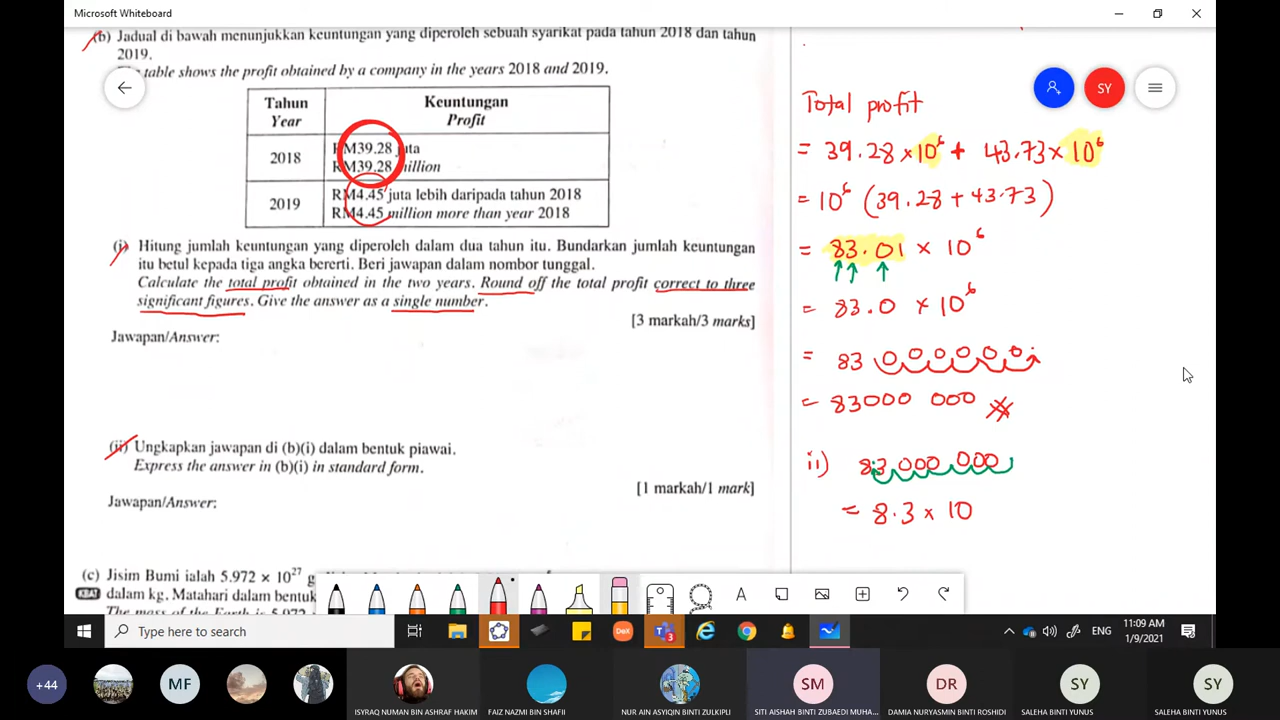 Microsoft Whiteboard
(b) Jadual di bawah menunjukkan keuntungan yang diperoleh sebuah syarikat pada tahun 2018 dan tahun
2019.
table shows the profit obtained by a company in the years 2018 and 2019.
Tahun
Year
Keuntungan
Profit
2018
RM39.28 juta
RM39.28 million
2019
RM4.45 juta lebih daripada tahun 2018
RM4.45 million more than year 2018
(i) Hitung jumlah keuntungan yang diperoleh dalam dua tahun itu. Bundarkan jumlah keuntungan
itu betul kepada tiga angka bererti. Beri jawapan dalam nombor tunggal.
Calculate the total profit obtained in the two years. Round off the total profit correct to three
significant figures. Give the answer as a single number.
[3 markah/3 marks]
Jawapan/Answer:
(ii) Ungkapkan jawapan di (b)(i) dalam bentuk piawai.
Express the answer in (b)(i) in standard form.
[1 markah/1 mark]
Jawapan/Answer:
(c) Jisim Bumi ialah 5.972 × 10²⁷ g
KBAT dalam kg. Matahari dalam bentuk
The mass of the Earth is 5.972
Total profit
= 39.28 × 10⁶ + 43.73 × 10⁶
= 10⁶ (39.28 + 43.73)
= 83.01 × 10⁶
= 83.0 × 10⁶
= 83 000000.
= 83000 000
ii) 83 000 000
= 8.3 × 10
SY
A
Type here to search
DeX
3
ENG
11:09 AM
1/9/2021
+44
MF
ISYRAQ NUMAN BIN ASHRAF HAKIM
FAIZ NAZMI BIN SHAFII
NUR AIN ASYIQIN BINTI ZULKIPLI
SM
SITI AISHAH BINTI ZUBAEDI MUHA...
DR
DAMIA NURYASMIN BINTI ROSHIDI
SY
SALEHA BINTI YUNUS
SY
SALEHA BINTI YUNUS